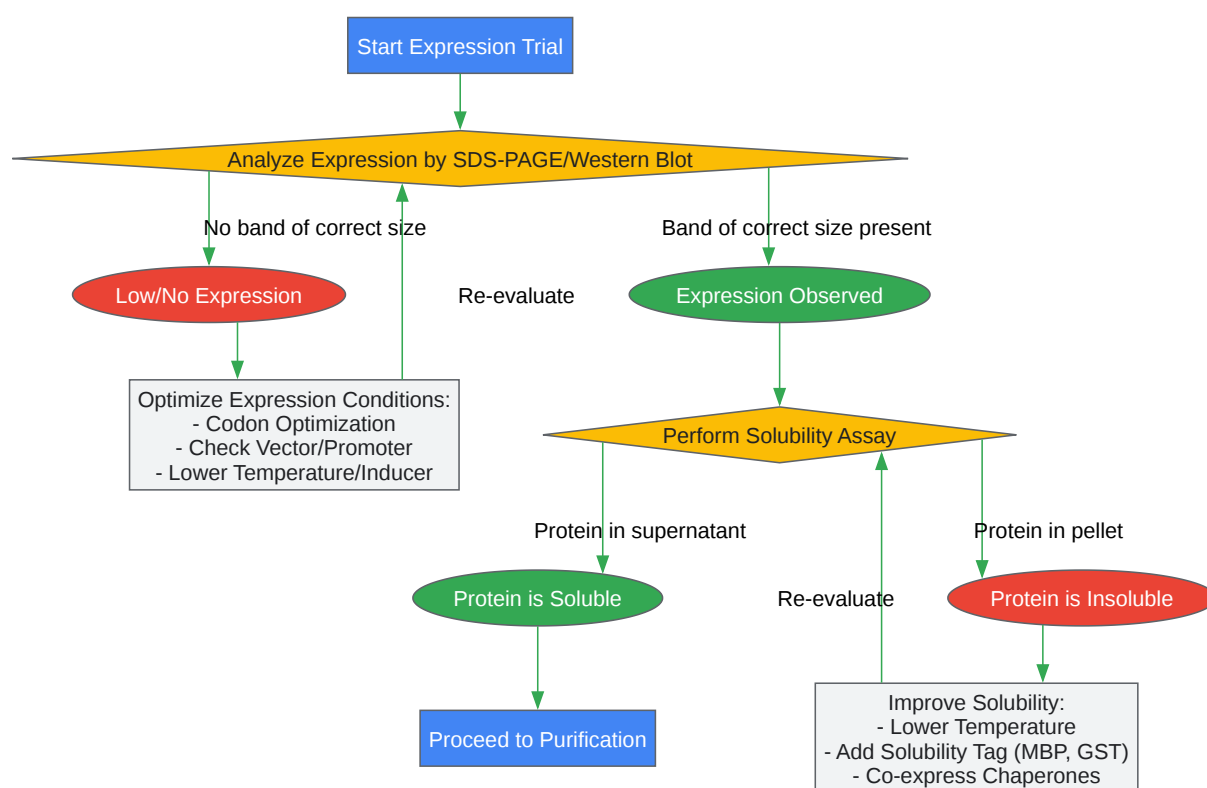 Start Expression Trial
Analyze Expression by SDS-PAGE/Western Blot
No band of correct size
Band of correct size present
Low/No Expression
Re-evaluate
Expression Observed
Optimize Expression Conditions:
- Codon Optimization
- Check Vector/Promoter
- Lower Temperature/Inducer
Perform Solubility Assay
Protein in supernatant
Protein in pellet
Protein is Soluble
Re-evaluate
Protein is Insoluble
Proceed to Purification
Improve Solubility:
- Lower Temperature
- Add Solubility Tag (MBP, GST)
- Co-express Chaperones